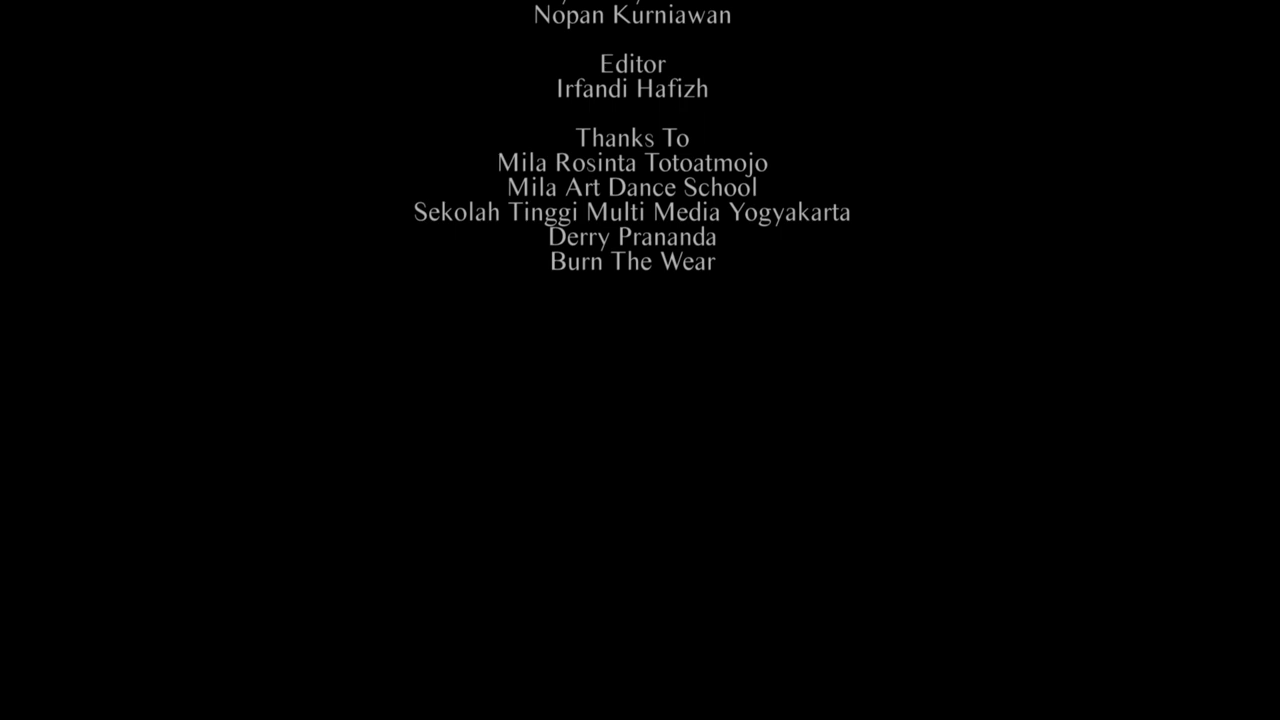 Nopan Kurniawan
Editor
Irfandi Hafizh
Thanks To
Mila Rosinta Totoatmojo
Mila Art Dance School
Sekolah Tinggi Multi Media Yogyakarta
Derry Prananda
Burn The Wear